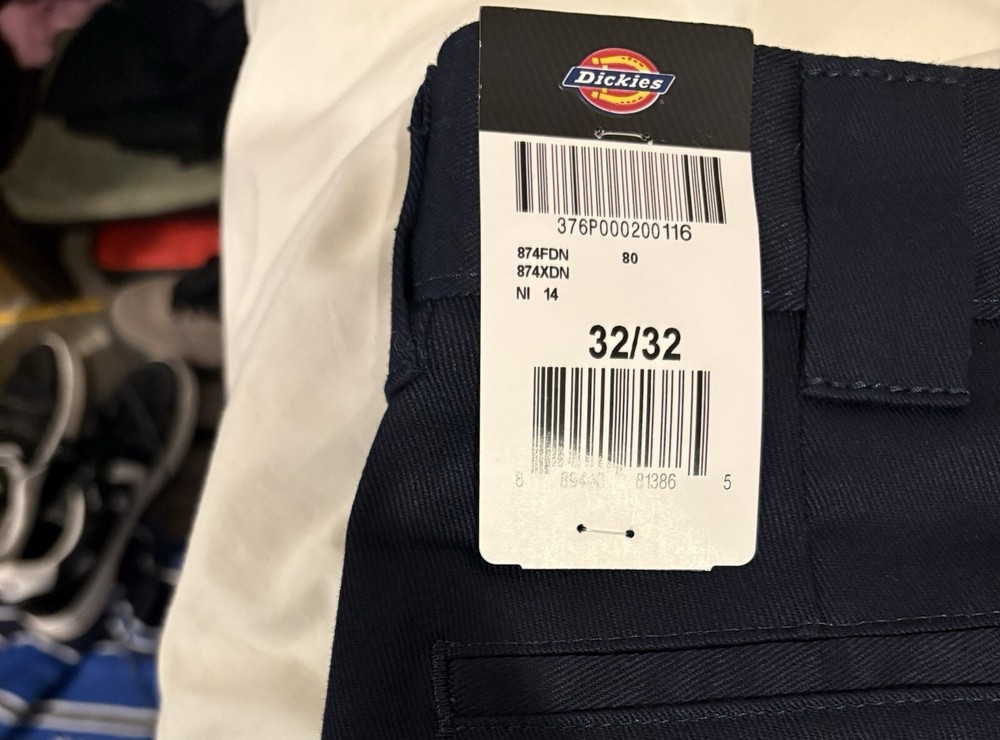 Dickies
376P000200116
874FDN 80
874XDN
NI 14
32/32
8 89440 81386 5